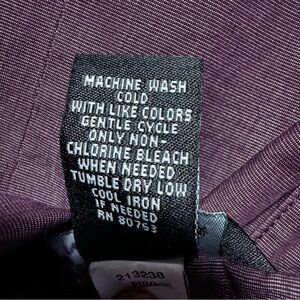 MACHINE WASH
COLD
WITH LIKE COLORS
GENTLE CYCLE
ONLY NON-
CHLORINE BLEACH
WHEN NEEDED
TUMBLE DRY LOW
COOL IRON
IF NEEDED
RN 80763
213238